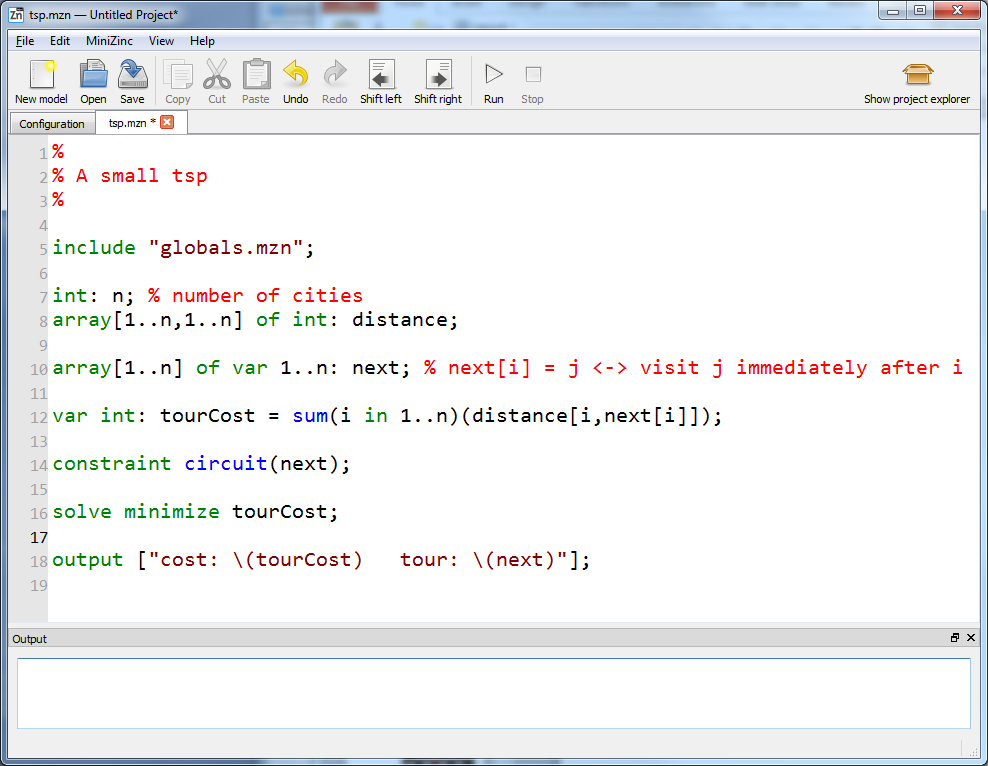 Zn tsp.mzn — Untitled Project*
File Edit MiniZinc View Help
New model Open Save Copy Cut Paste Undo Redo Shift left Shift right Run Stop Show project explorer
Configuration tsp.mzn *
1 %
2 % A small tsp
3 %
4
5 include "globals.mzn";
6
7 int: n; % number of cities
8 array[1..n,1..n] of int: distance;
9
10 array[1..n] of var 1..n: next; % next[i] = j <-> visit j immediately after i
11
12 var int: tourCost = sum(i in 1..n)(distance[i,next[i]]);
13
14 constraint circuit(next);
15
16 solve minimize tourCost;
17
18 output ["cost: \(tourCost)   tour: \(next)"];
19
Output